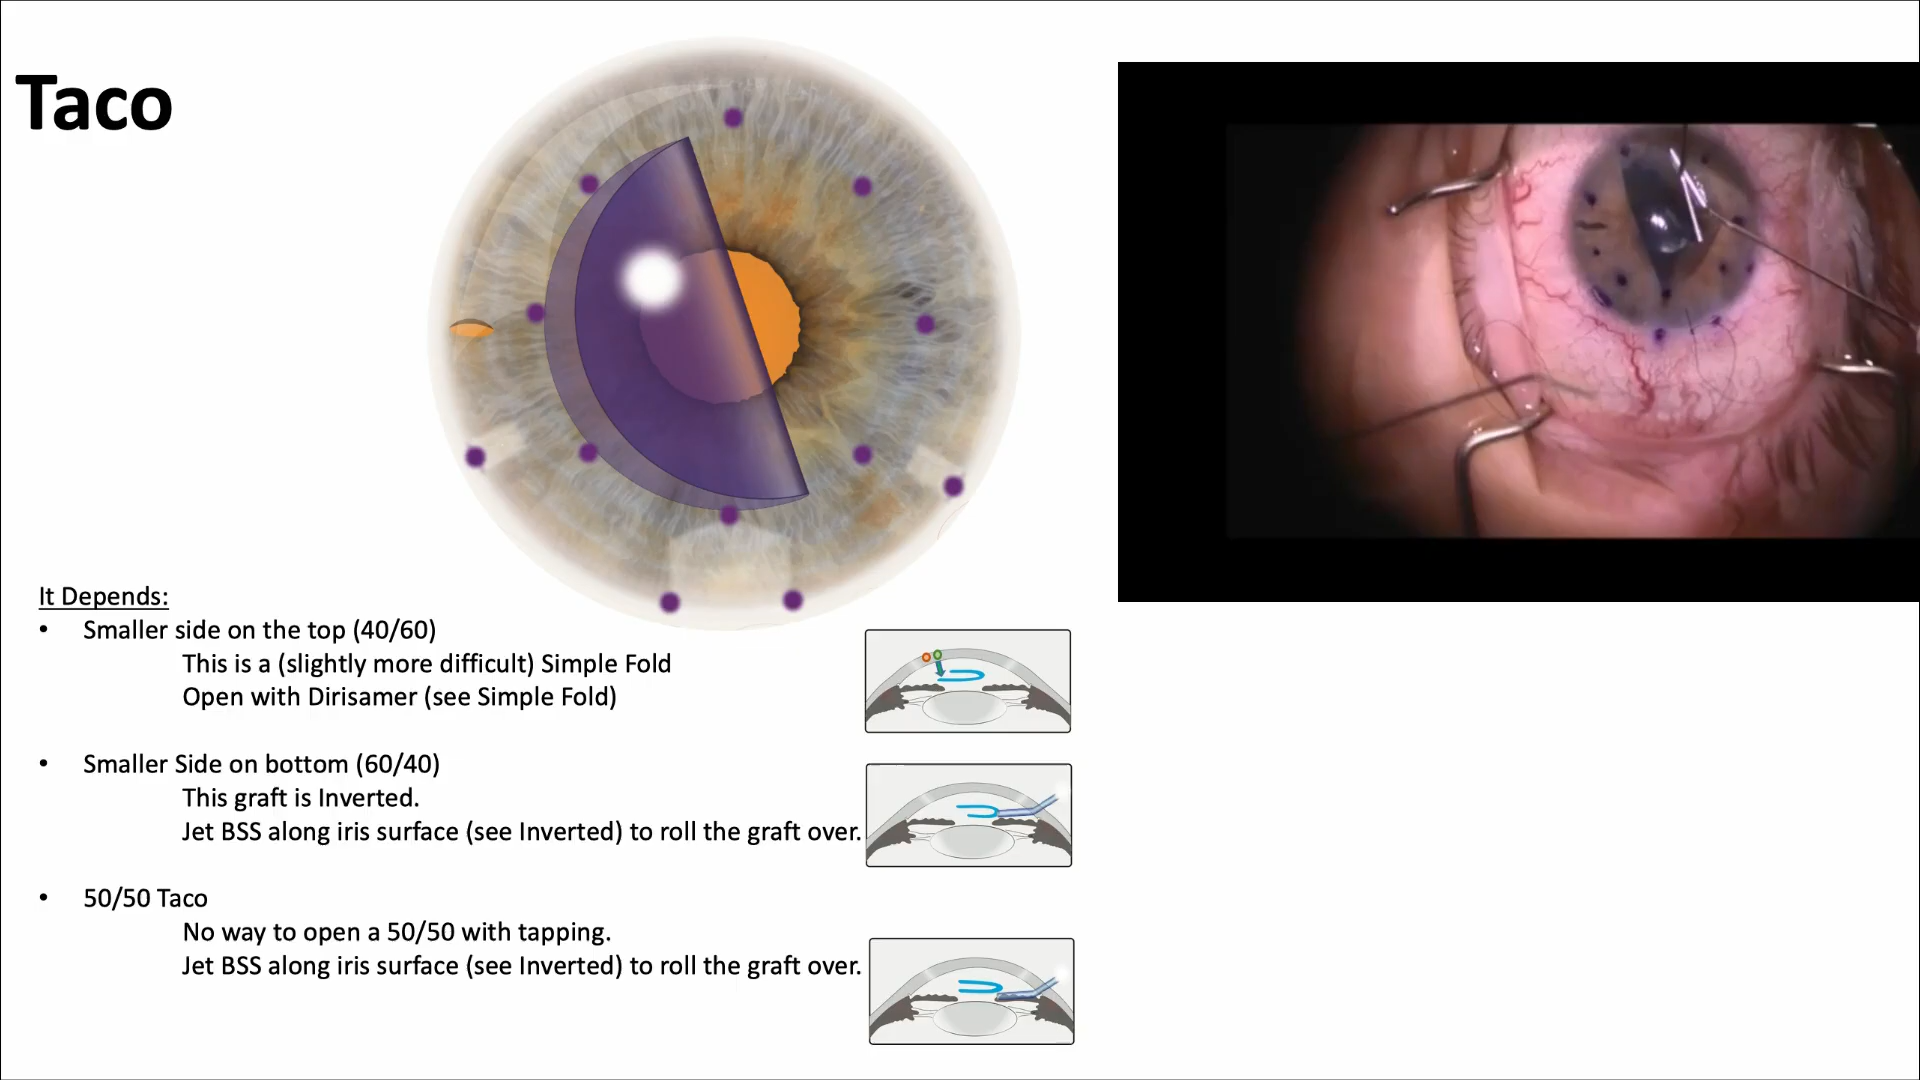 Taco
It Depends:
• Smaller side on the top (40/60)
This is a (slightly more difficult) Simple Fold
Open with Dirisamer (see Simple Fold)
• Smaller Side on bottom (60/40)
This graft is Inverted.
Jet BSS along iris surface (see Inverted) to roll the graft over.
• 50/50 Taco
No way to open a 50/50 with tapping.
Jet BSS along iris surface (see Inverted) to roll the graft over.